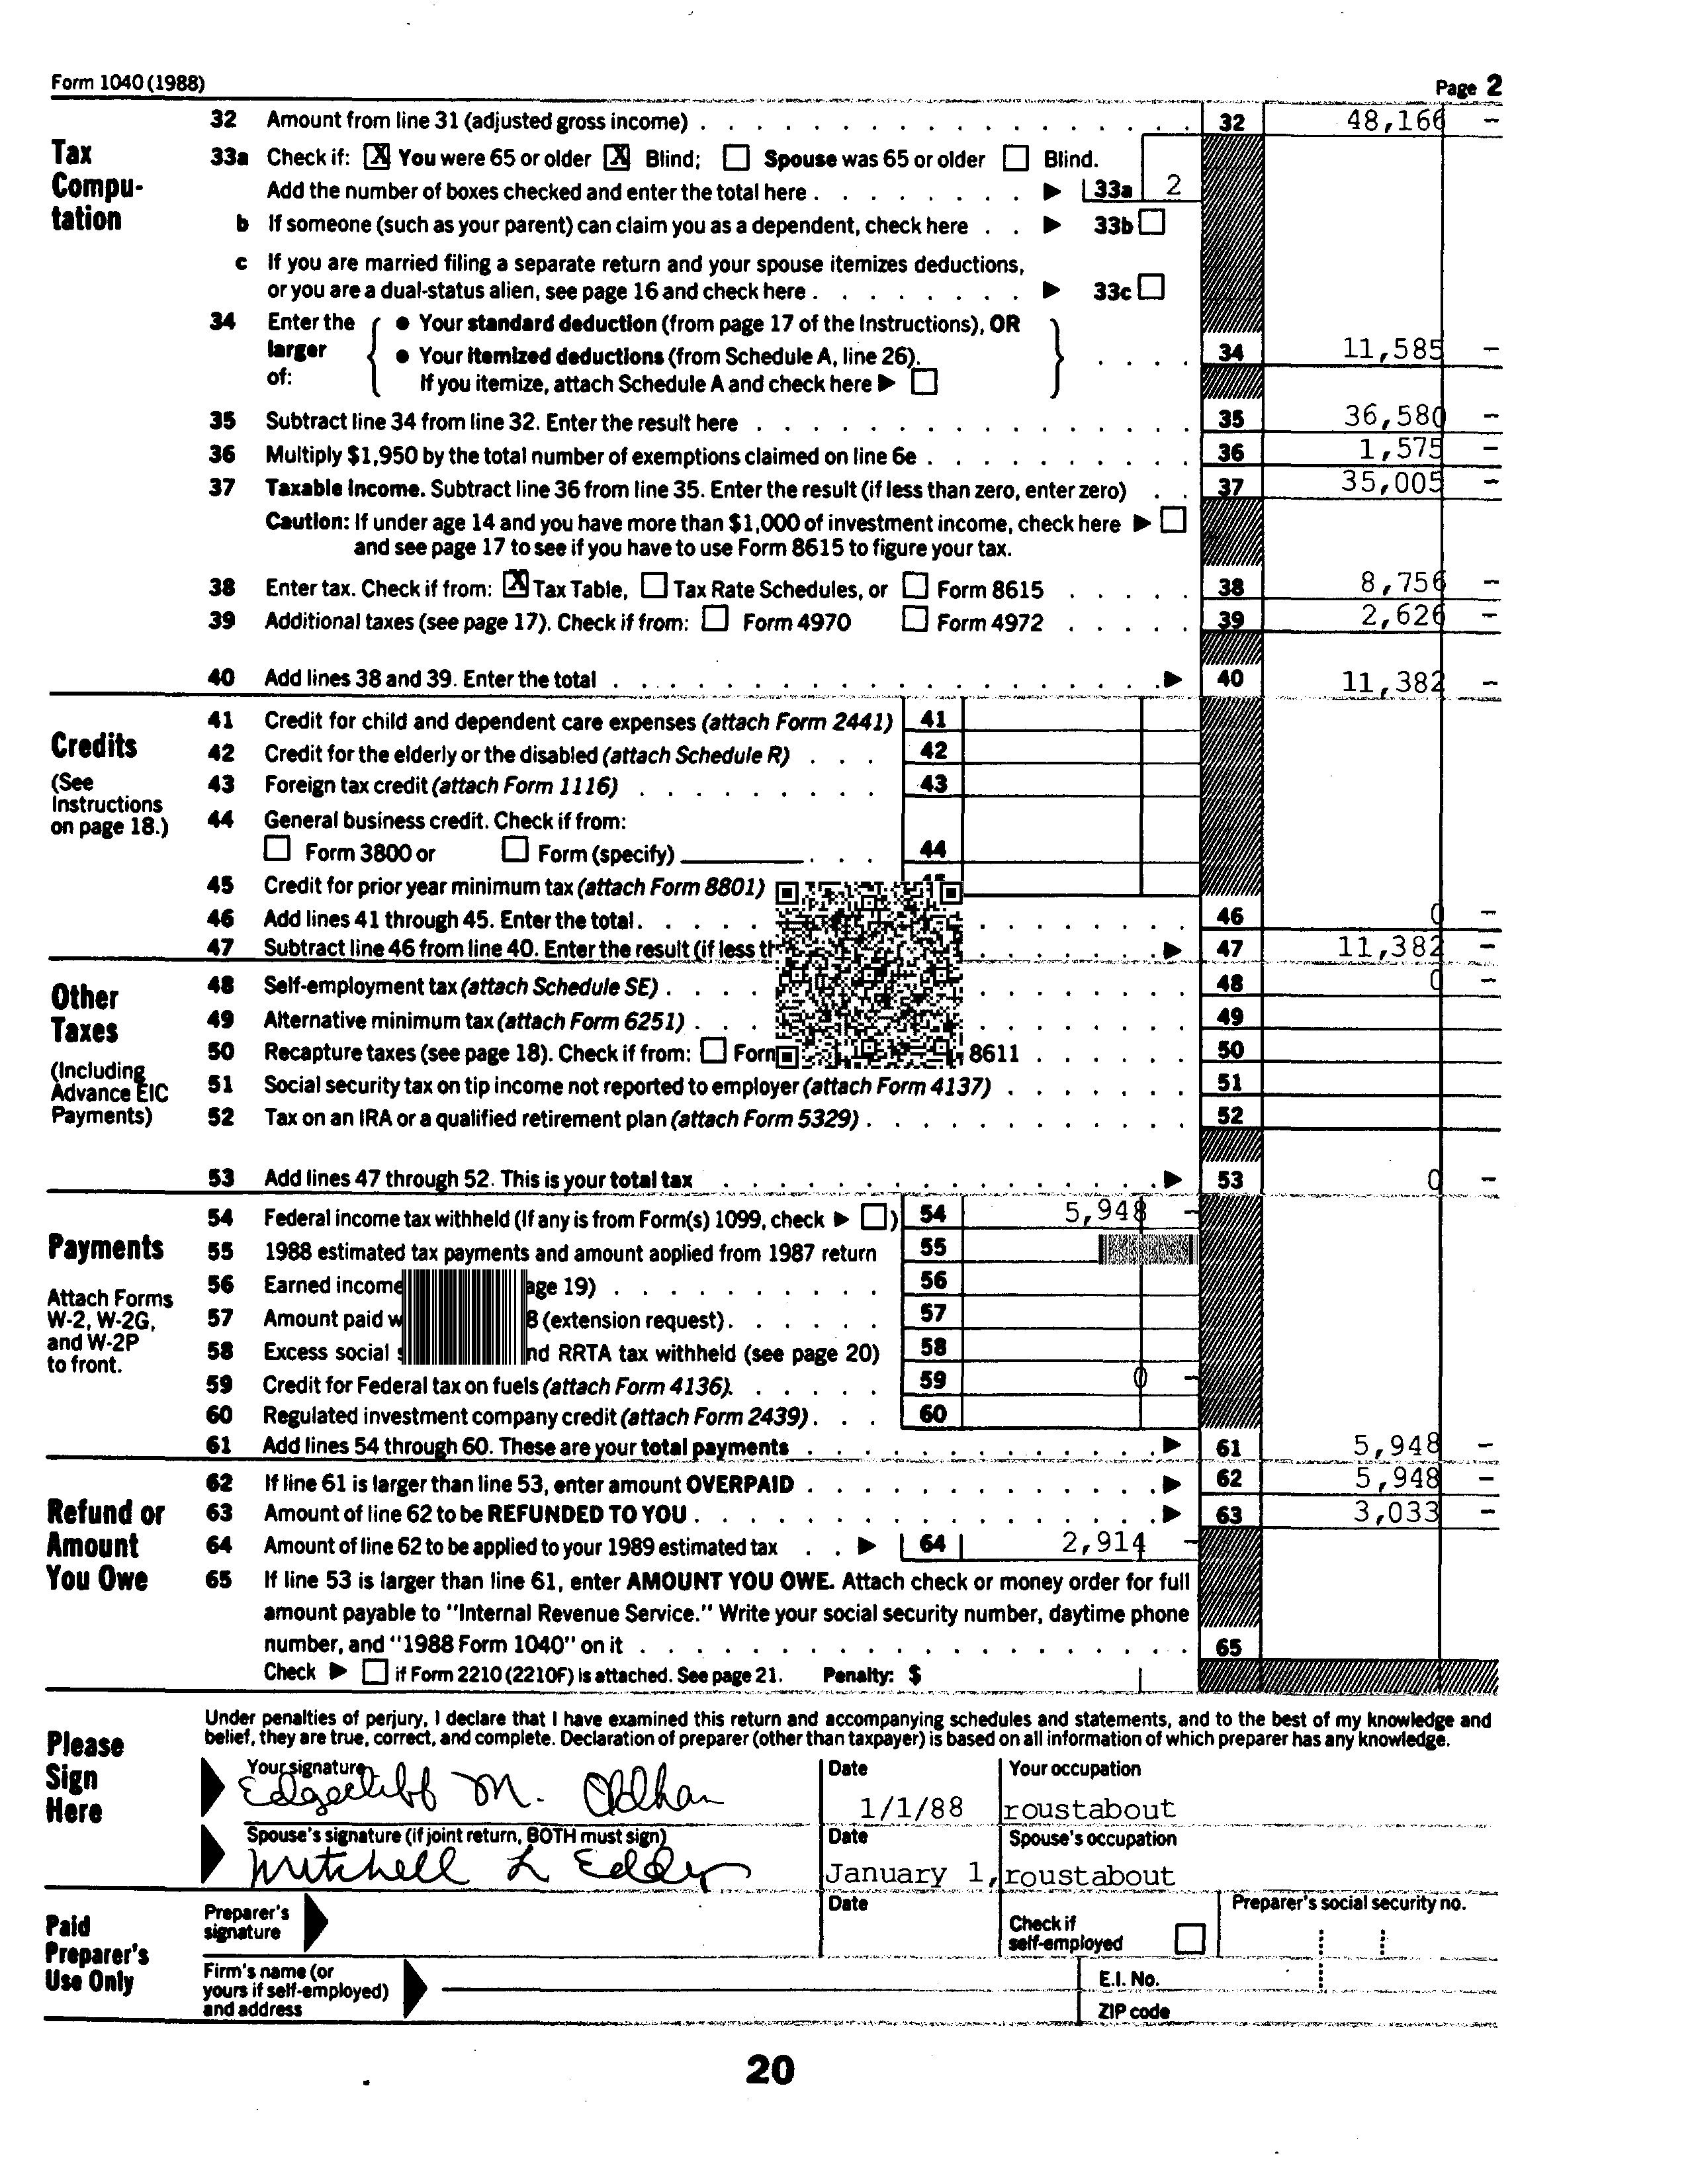 Form 1040 (1988)
Page 2
Tax Compu-
tation
32 Amount from line 31 (adjusted gross income) . . . 32 48,166 –
33a Check if: [X] You were 65 or older [X] Blind; [ ] Spouse was 65 or older [ ] Blind.
Add the number of boxes checked and enter the total here . . . ▶ 33a 2
b If someone (such as your parent) can claim you as a dependent, check here . . ▶ 33b [ ]
c If you are married filing a separate return and your spouse itemizes deductions,
or you are a dual-status alien, see page 16 and check here . . . ▶ 33c [ ]
34 Enter the larger of: { ● Your standard deduction (from page 17 of the Instructions), OR
● Your itemized deductions (from Schedule A, line 26). } . . . . 34 11,585 –
If you itemize, attach Schedule A and check here ▶ [ ]
35 Subtract line 34 from line 32. Enter the result here . . . 35 36,580 –
36 Multiply $1,950 by the total number of exemptions claimed on line 6e . . . 36 1,575 –
37 Taxable income. Subtract line 36 from line 35. Enter the result (if less than zero, enter zero) . . 37 35,005 –
Caution: If under age 14 and you have more than $1,000 of investment income, check here ▶ [ ]
and see page 17 to see if you have to use Form 8615 to figure your tax.
38 Enter tax. Check if from: [X] Tax Table, [ ] Tax Rate Schedules, or [ ] Form 8615 . . . 38 8,756 –
39 Additional taxes (see page 17). Check if from: [ ] Form 4970 [ ] Form 4972 . . . 39 2,626 –
40 Add lines 38 and 39. Enter the total . . . ▶ 40 11,382 –
Credits
(See
Instructions
on page 18.)
41 Credit for child and dependent care expenses (attach Form 2441) 41
42 Credit for the elderly or the disabled (attach Schedule R) . . . 42
43 Foreign tax credit (attach Form 1116) . . . 43
44 General business credit. Check if from:
[ ] Form 3800 or [ ] Form (specify) ____ . . . 44
45 Credit for prior year minimum tax (attach Form 8801)
46 Add lines 41 through 45. Enter the total . . . 46 0 –
47 Subtract line 46 from line 40. Enter the result (if less . . . ▶ 47 11,382 –
Other
Taxes
(Including
Advance EIC
Payments)
48 Self-employment tax (attach Schedule SE) . . . 48 0 –
49 Alternative minimum tax (attach Form 6251) . . . 49
50 Recapture taxes (see page 18). Check if from: [ ] 8611 . . . 50
51 Social security tax on tip income not reported to employer (attach Form 4137) . . . 51
52 Tax on an IRA or a qualified retirement plan (attach Form 5329) . . . 52
53 Add lines 47 through 52. This is your total tax . . . ▶ 53 0 –
Payments
Attach Forms
W-2, W-2G,
and W-2P
to front.
54 Federal income tax withheld (If any is from Form(s) 1099, check ▶ [ ]) 54 5,948 –
55 1988 estimated tax payments and amount applied from 1987 return 55
56 Earned income age 19) . . . 56
57 Amount paid 8 (extension request) . . . 57
58 Excess social nd RRTA tax withheld (see page 20) 58
59 Credit for Federal tax on fuels (attach Form 4136) . . . 59 0 –
60 Regulated investment company credit (attach Form 2439) . . . 60
61 Add lines 54 through 60. These are your total payments . . . ▶ 61 5,948 –
Refund or
Amount
You Owe
62 If line 61 is larger than line 53, enter amount OVERPAID . . . ▶ 62 5,948 –
63 Amount of line 62 to be REFUNDED TO YOU . . . ▶ 63 3,033 –
64 Amount of line 62 to be applied to your 1989 estimated tax . . ▶ 64 2,914 –
65 If line 53 is larger than line 61, enter AMOUNT YOU OWE. Attach check or money order for full
amount payable to "Internal Revenue Service." Write your social security number, daytime phone
number, and "1988 Form 1040" on it . . . 65
Check ▶ [ ] if Form 2210 (2210F) is attached. See page 21. Penalty: $
Please
Sign
Here
Under penalties of perjury, I declare that I have examined this return and accompanying schedules and statements, and to the best of my knowledge and
belief, they are true, correct, and complete. Declaration of preparer (other than taxpayer) is based on all information of which preparer has any knowledge.
Your signature Date Your occupation
Edgecliff M. Oldhan 1/1/88 roustabout
Spouse's signature (if joint return, BOTH must sign) Date Spouse's occupation
Mitchell L Eddy January 1, roustabout
Paid
Preparer's
Use Only
Preparer's
signature
Date
Check if
self-employed [ ]
Preparer's social security no.
Firm's name (or
yours if self-employed)
and address
E.I. No.
ZIP code
20